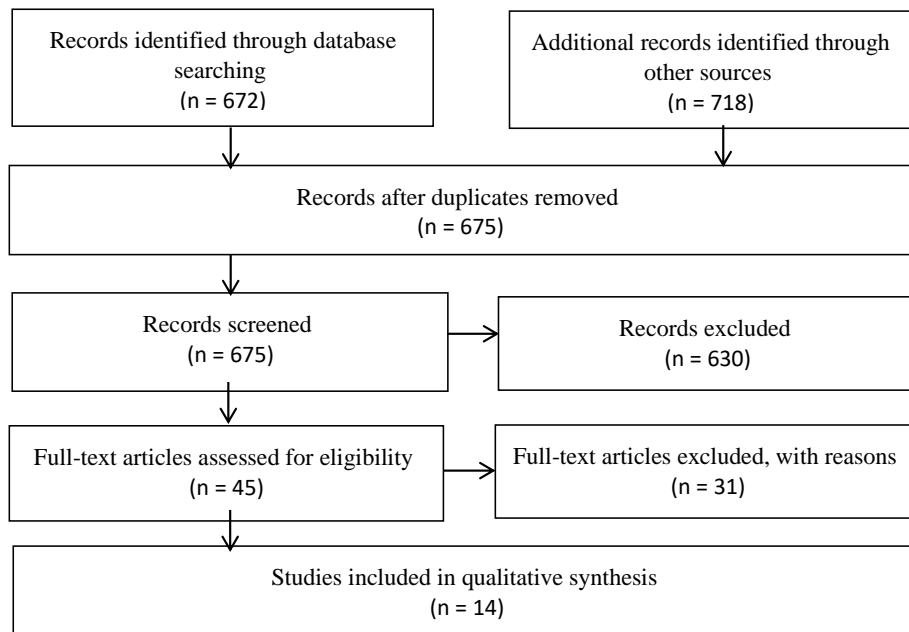 Records identified through database
searching
(n = 672)
Additional records identified through
other sources
(n = 718)
Records after duplicates removed
(n = 675)
Records screened
(n = 675)
Records excluded
(n = 630)
Full-text articles assessed for eligibility
(n = 45)
Full-text articles excluded, with reasons
(n = 31)
Studies included in qualitative synthesis
(n = 14)